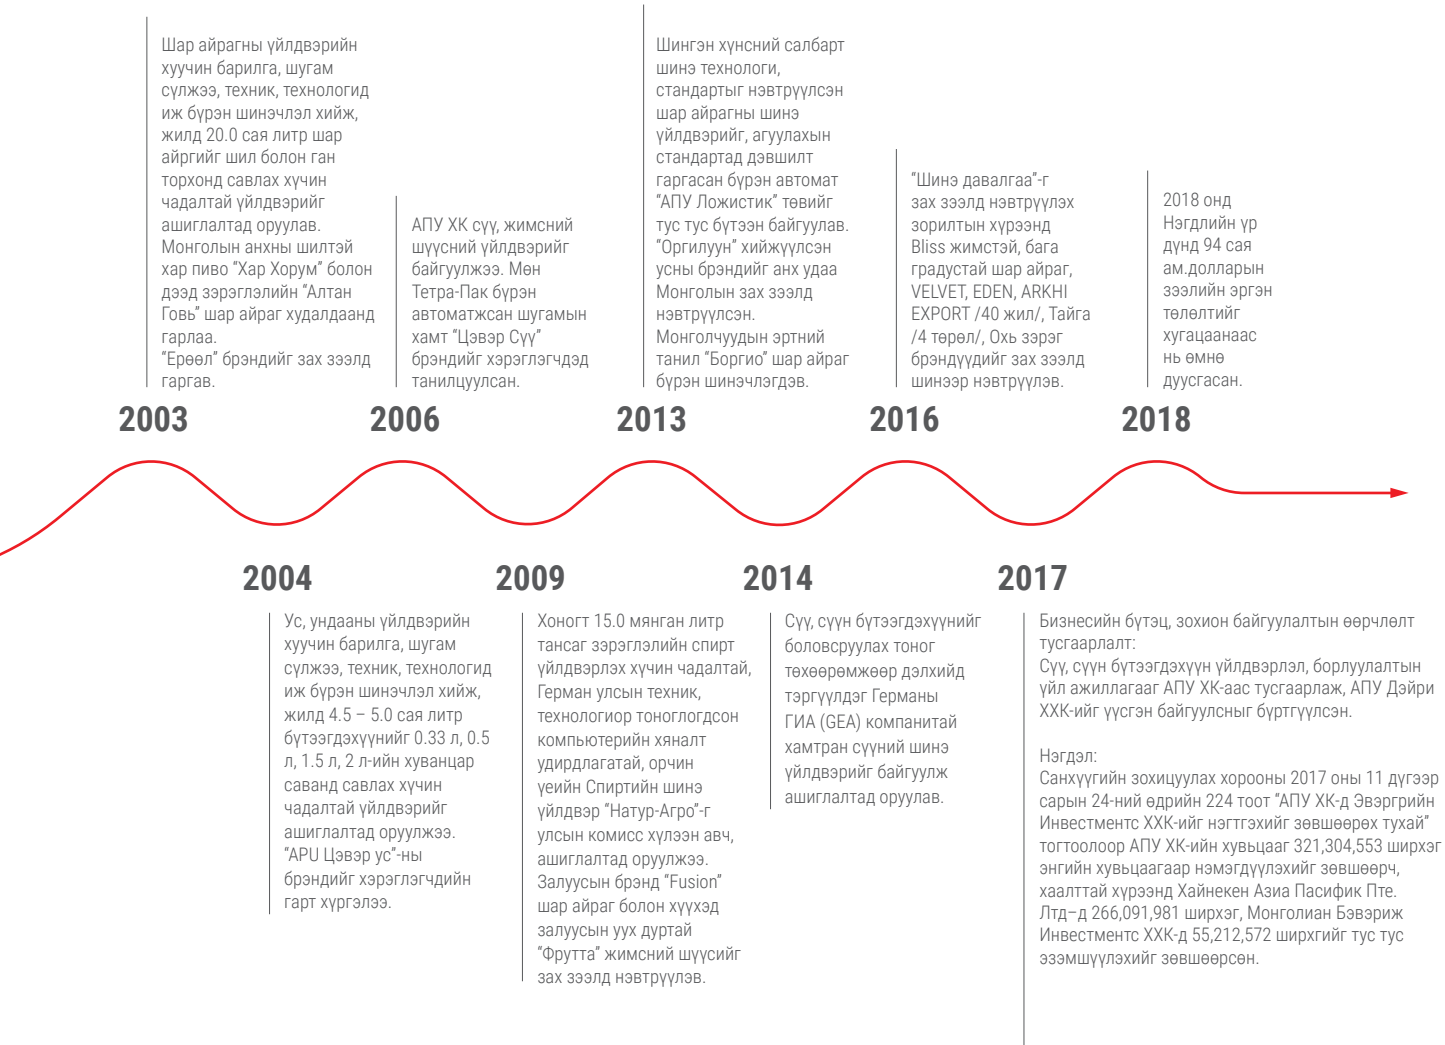 Шар айрагны үйлдвэрийн
хуучин барилга, шугам
сүлжээ, техник, технологид
иж бүрэн шинэчлэл хийж,
жилд 20.0 сая литр шар
айргийг шил болон ган
торхонд савлах хүчин
чадалтай үйлдвэрийг
ашиглалтад оруулав.
Монголын анхны шилтэй
хар пиво "Хар Хорум" болон
дээд зэрэглэлийн "Алтан
Говь" шар айраг худалдаанд
гарлаа.
"Ерөөл" брэндийг зах зээлд
гаргав.
2003
Ус, ундааны үйлдвэрийн
хуучин барилга, шугам
сүлжээ, техник, технологид
иж бүрэн шинэчлэл хийж,
жилд 4.5 – 5.0 сая литр
бүтээгдэхүүнийг 0.33 л, 0.5
л, 1.5 л, 2 л-ийн хуванцар
саванд савлах хүчин
чадалтай үйлдвэрийг
ашиглалтад оруулжээ.
"APU Цэвэр ус"-ны
брэндийг хэрэглэгчдийн
гарт хүргэлээ.
2004
АПУ ХК сүү, жимсний
шүүсний үйлдвэрийг
байгуулжээ. Мөн
Тетра-Пак бүрэн
автоматжсан шугамын
хамт "Цэвэр Сүү"
брэндийг хэрэглэгчдэд
танилцуулсан.
2006
2009
Хоногт 15.0 мянган литр
тансаг зэрэглэлийн спирт
үйлдвэрлэх хүчин чадалтай,
Герман улсын техник,
технологиор тоноглогдсон
компьютерийн хяналт
удирдлагатай, орчин
үеийн Спиртийн шинэ
үйлдвэр "Натур-Агро"-г
улсын комисс хүлээн авч,
ашиглалтад оруулжээ.
Залуусын брэнд "Fusion"
шар айраг болон хүүхэд
залуусын уух дуртай
"Фрутта" жимсний шүүсийг
зах зээлд нэвтрүүлэв.
Шингэн хүнсний салбарт
шинэ технологи,
стандартыг нэвтрүүлсэн
шар айрагны шинэ
үйлдвэрийг, агуулахын
стандартад дэвшилт
гаргасан бүрэн автомат
"АПУ Ложистик" төвийг
тус тус бүтээн байгуулав.
"Оргилуун" хийжүүлсэн
усны брэндийг анх удаа
Монголын зах зээлд
нэвтрүүлсэн.
Монголчуудын эртний
танил "Боргио" шар айраг
бүрэн шинэчлэгдэв.
2013
2014
Сүү, сүүн бүтээгдэхүүнийг
боловсруулах тоног
төхөөрөмжөөр дэлхийд
тэргүүлдэг Германы
ГИА (GEA) компанитай
хамтран сүүний шинэ
үйлдвэрийг байгуулж
ашиглалтад оруулав.
"Шинэ давалгаа"-г
зах зээлд нэвтрүүлэх
зорилтын хүрээнд
Bliss жимстэй, бага
градустай шар айраг,
VELVET, EDEN, ARKHI
EXPORT /40 жил/, Тайга
/4 төрөл/, Охь зэрэг
брэндүүдийг зах зээлд
шинээр нэвтрүүлэв.
2016
2017
Бизнесийн бүтэц, зохион байгуулалтын өөрчлөлт
тусгаарлалт:
Сүү, сүүн бүтээгдэхүүн үйлдвэрлэл, борлуулалтын
үйл ажиллагааг АПУ ХК-аас тусгаарлаж, АПУ Дэйри
ХХК-ийг үүсгэн байгуулсныг бүртгүүлсэн.
Нэгдэл:
Санхүүгийн зохицуулах хорооны 2017 оны 11 дүгээр
сарын 24-ний өдрийн 224 тоот "АПУ ХК-д Эвэргрийн
Инвестментс ХХК-ийг нэгтгэхийг зөвшөөрөх тухай"
тогтоолоор АПУ ХК-ийн хувьцааг 321,304,553 ширхэг
энгийн хувьцаагаар нэмэгдүүлэхийг зөвшөөрч,
хаалттай хүрээнд Хайнекен Азиа Пасифик Пте.
Лтд–д 266,091,981 ширхэг, Монголиан Бэвэриж
Инвестментс ХХК-д 55,212,572 ширхгийг тус тус
эзэмшүүлэхийг зөвшөөрсөн.
2018 онд
Нэгдлийн үр
дүнд 94 сая
ам.долларын
зээлийн эргэн
төлөлтийг
хугацаанаас
нь өмнө
дуусгасан.
2018